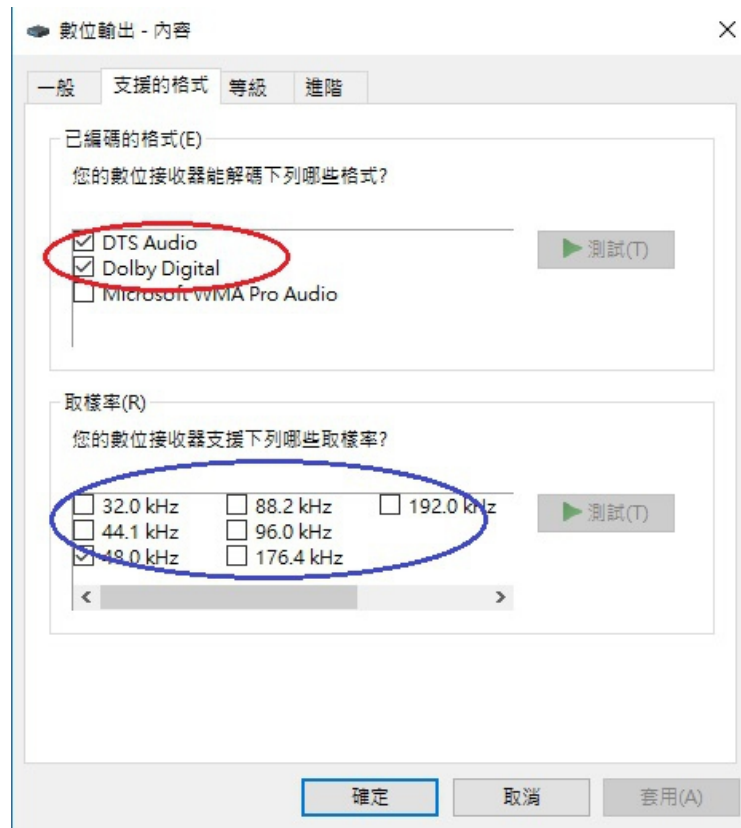 數位輸出 - 內容
一般 支援的格式 等級 進階
已編碼的格式(E)
您的數位接收器能解碼下列哪些格式?
DTS Audio
測試(T)
Dolby Digital
Microsoft WMA Pro Audio
取樣率(R)
您的數位接收器支援下列哪些取樣率?
32.0 kHz 88.2 kHz 192.0 kHz
測試(T)
44.1 kHz 96.0 kHz
48.0 kHz 176.4 kHz
確定 取消 套用(A)